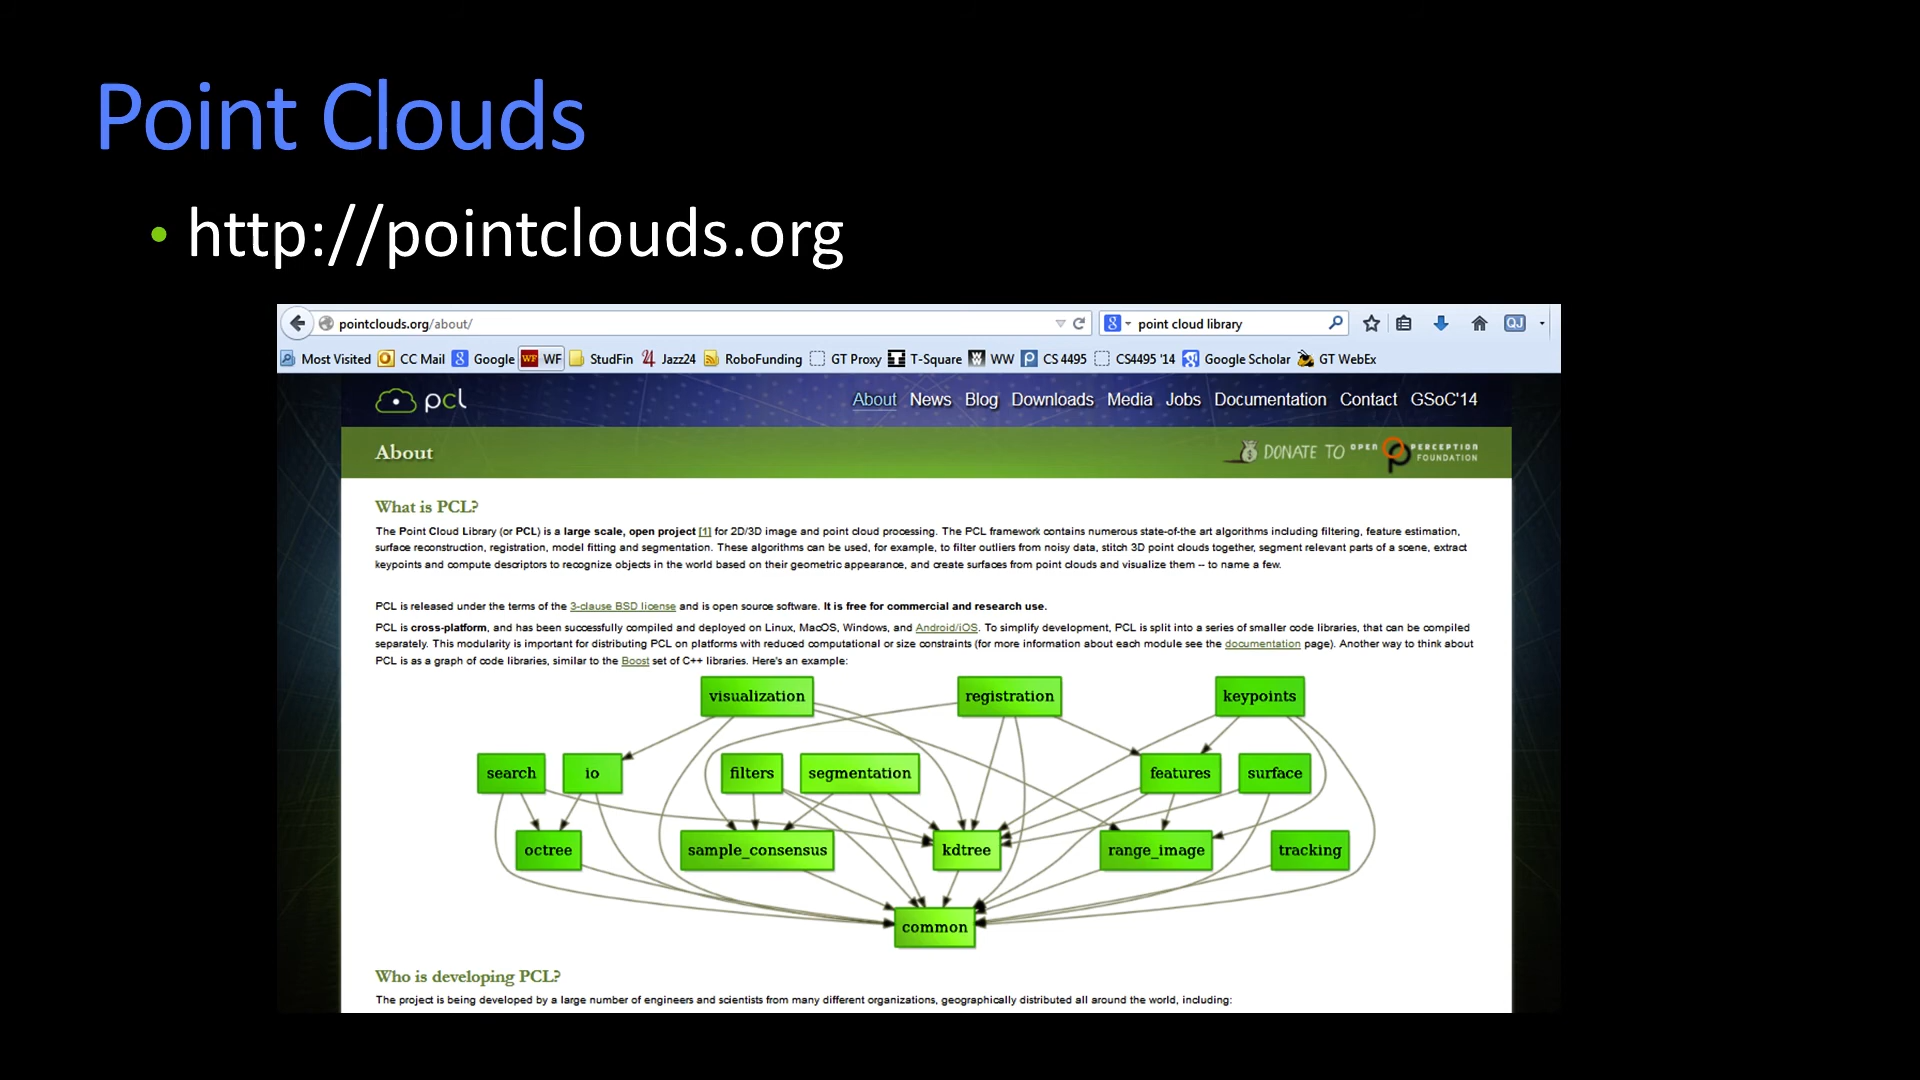 Point Clouds
• http://pointclouds.org
pointclouds.org/about/
point cloud library
Most Visited CC Mail Google WF WF StudFin Jazz24 RoboFunding GT Proxy T-Square WW CS 4495 CS4495 '14 Google Scholar GT WebEx
pcl
About News Blog Downloads Media Jobs Documentation Contact GSoC'14
About
DONATE TO OPEN PERCEPTION FOUNDATION
What is PCL?
The Point Cloud Library (or PCL) is a large scale, open project [1] for 2D/3D image and point cloud processing. The PCL framework contains numerous state-of-the art algorithms including filtering, feature estimation,
surface reconstruction, registration, model fitting and segmentation. These algorithms can be used, for example, to filter outliers from noisy data, stitch 3D point clouds together, segment relevant parts of a scene, extract
keypoints and compute descriptors to recognize objects in the world based on their geometric appearance, and create surfaces from point clouds and visualize them -- to name a few.
PCL is released under the terms of the 3-clause BSD license and is open source software. It is free for commercial and research use.
PCL is cross-platform, and has been successfully compiled and deployed on Linux, MacOS, Windows, and Android/iOS. To simplify development, PCL is split into a series of smaller code libraries, that can be compiled
separately. This modularity is important for distributing PCL on platforms with reduced computational or size constraints (for more information about each module see the documentation page). Another way to think about
PCL is as a graph of code libraries, similar to the Boost set of C++ libraries. Here's an example:
visualization registration keypoints
search io filters segmentation features surface
octree sample_consensus kdtree range_image tracking
common
Who is developing PCL?
The project is being developed by a large number of engineers and scientists from many different organizations, geographically distributed all around the world, including: